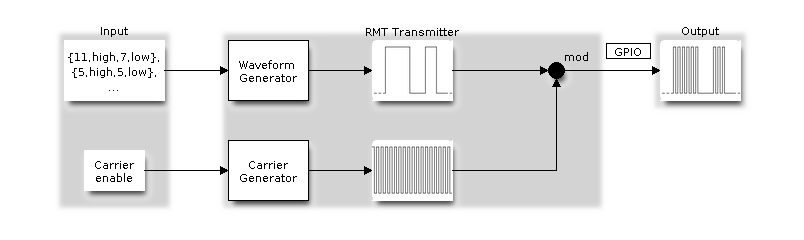 Input
RMT Transmitter
Output
{11,high,7,low},
{5,high,5,low},
...
Waveform
Generator
mod
GPIO
Carrier
enable
Carrier
Generator